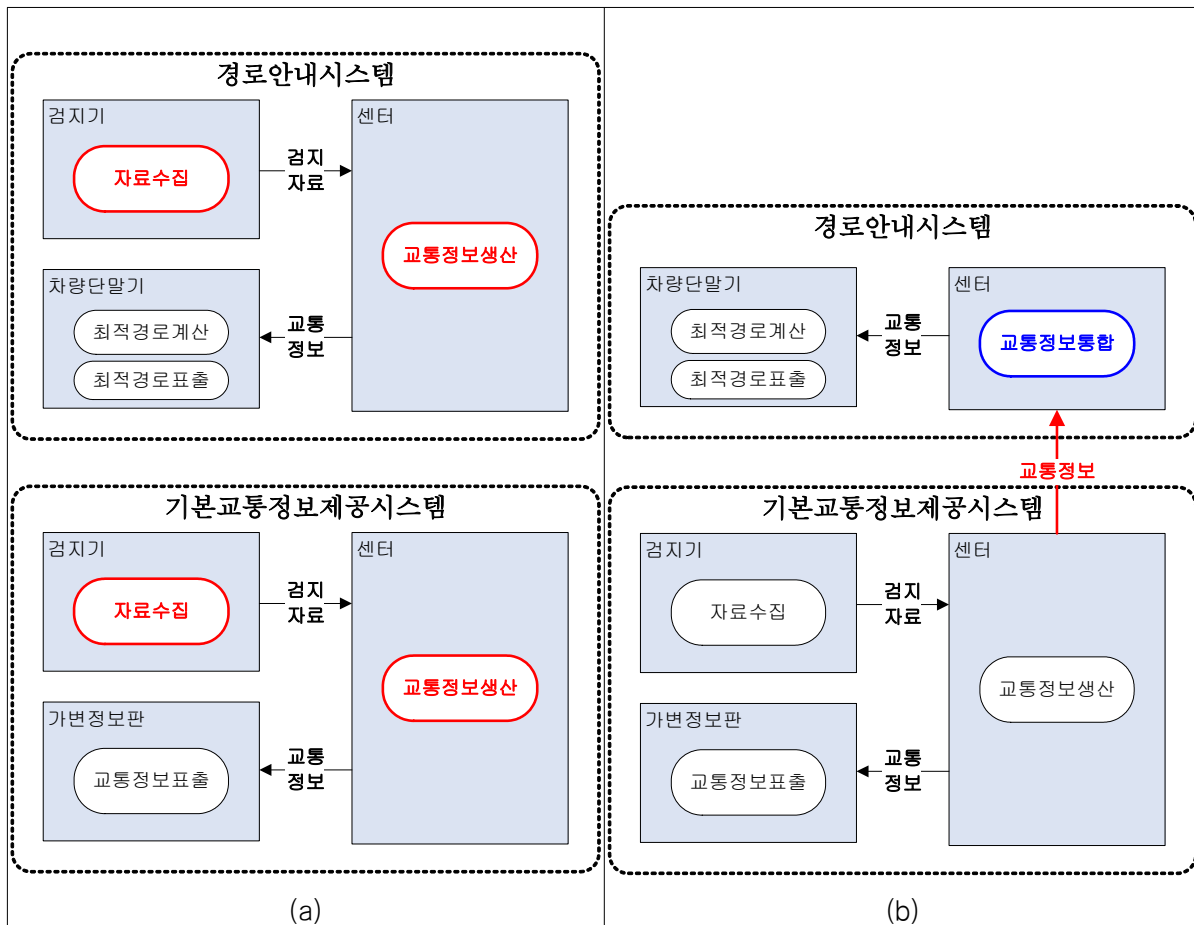 경로안내시스템
검지기
자료수집
검지
자료
센터
교통정보생산
차량단말기
최적경로계산
최적경로표출
교통
정보
기본교통정보제공시스템
검지기
자료수집
검지
자료
센터
교통정보생산
가변정보판
교통정보표출
교통
정보
(a)
경로안내시스템
차량단말기
최적경로계산
최적경로표출
교통
정보
센터
교통정보통합
교통정보
기본교통정보제공시스템
검지기
자료수집
검지
자료
센터
교통정보생산
가변정보판
교통정보표출
교통
정보
(b)